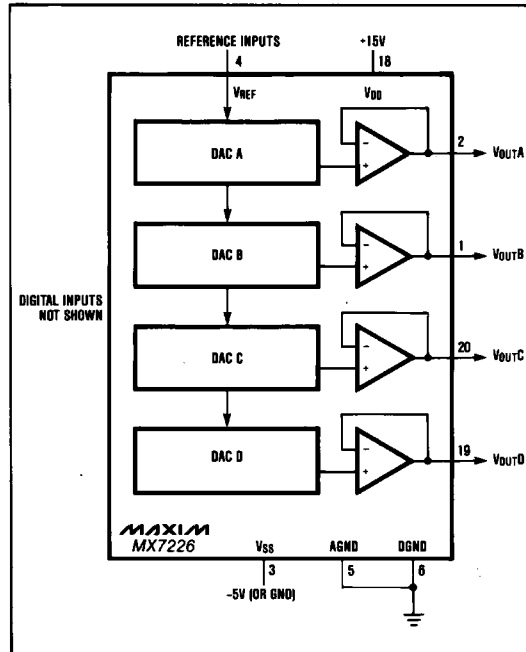 REFERENCE INPUTS
+15V
4
18
VREF
VDD
DAC A
2
VOUTA
DAC B
1
VOUTB
DIGITAL INPUTS
NOT SHOWN
DAC C
20
VOUTC
DAC D
19
VOUTD
MAXIM
MX7226
VSS
AGND
DGND
3
5
6
-5V (OR GND)